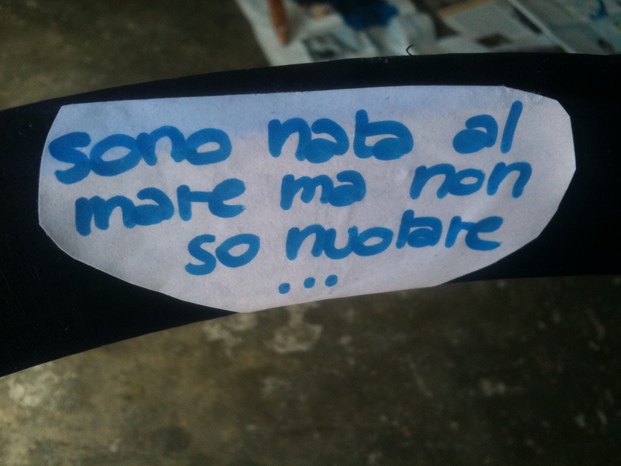 sono nata al
mare ma non
so nuotare
...